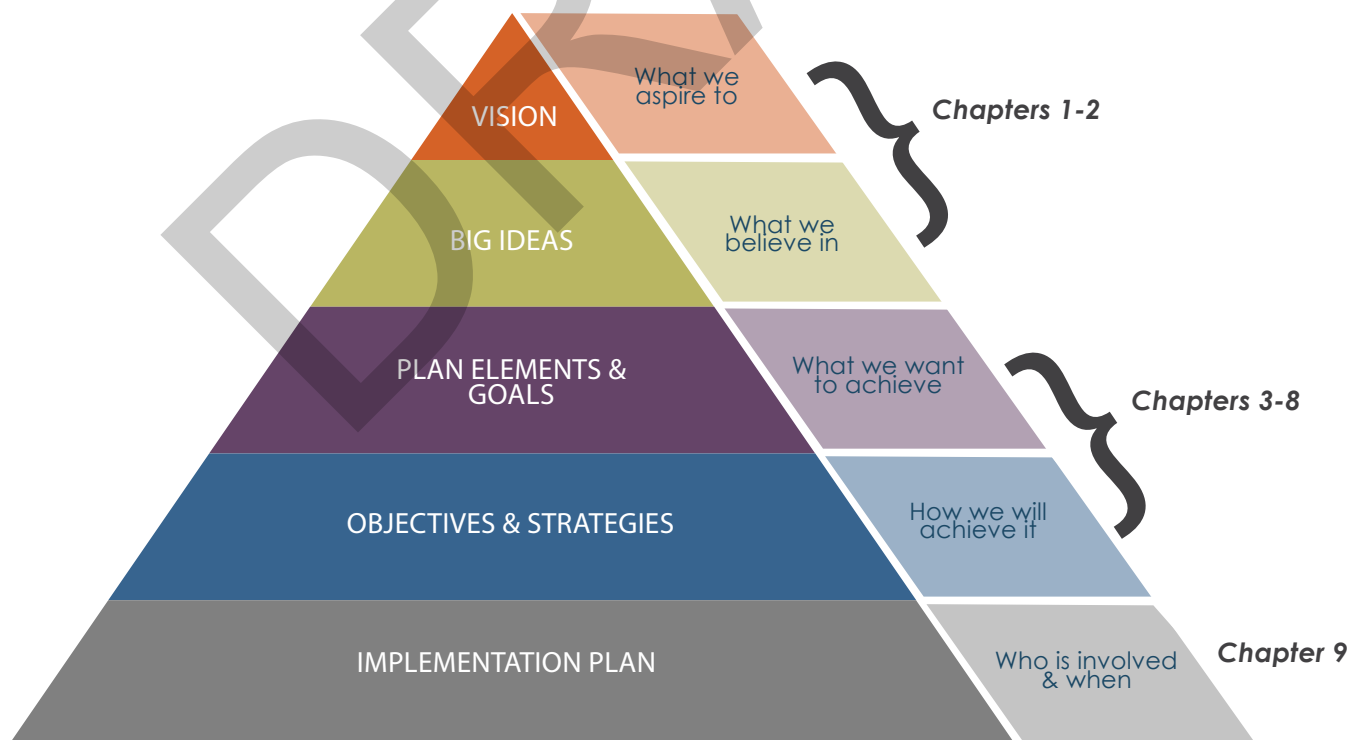 VISION
What we
aspire to
Chapters 1-2
BIG IDEAS
What we
believe in
PLAN ELEMENTS &
GOALS
What we want
to achieve
Chapters 3-8
OBJECTIVES & STRATEGIES
How we will
achieve it
IMPLEMENTATION PLAN
Who is involved
& when
Chapter 9